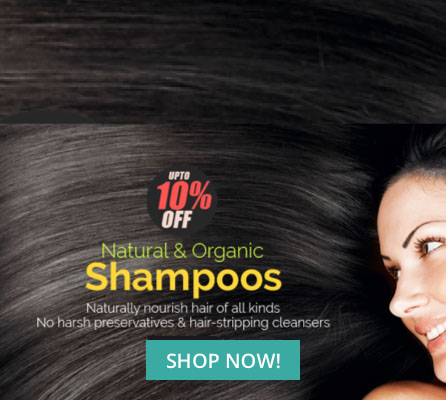 UPTO
10%
OFF
Natural & Organic
Shampoos
Naturally nourish hair of all kinds
No harsh preservatives & hair-stripping cleansers
SHOP NOW!